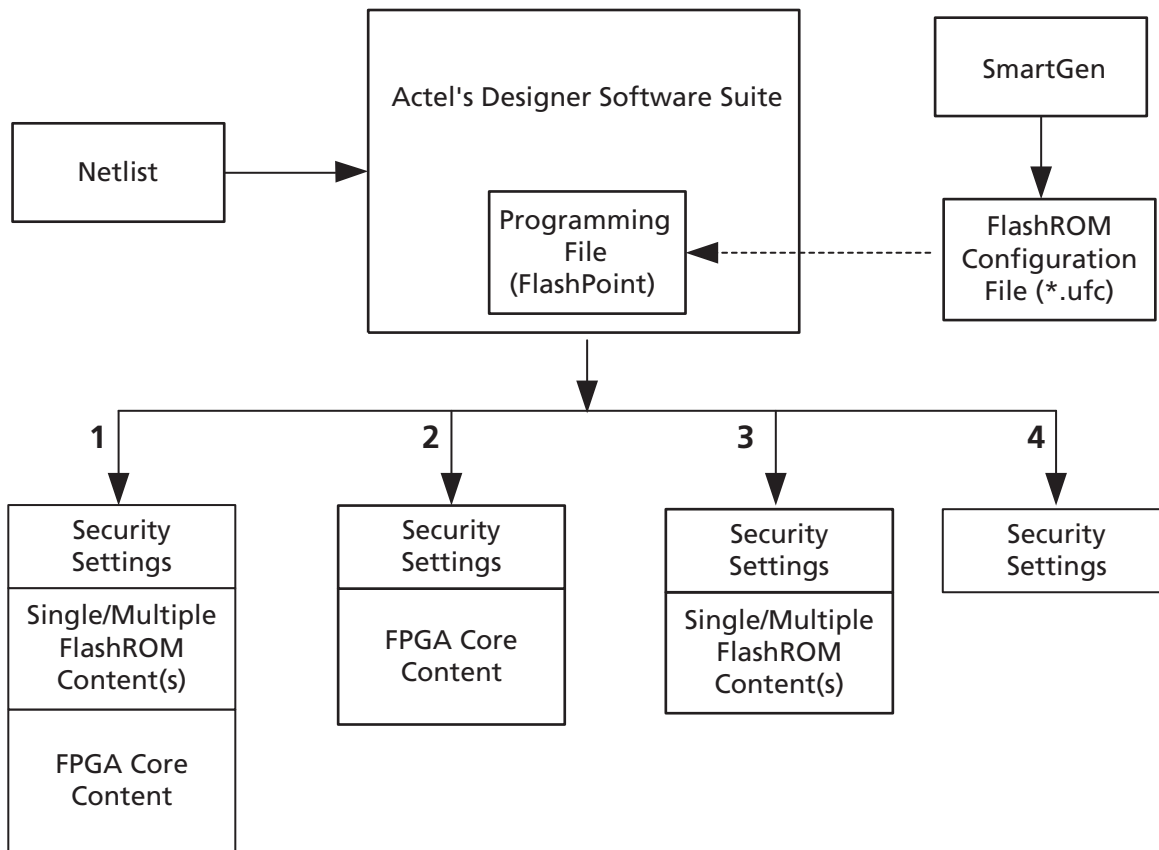 Actel's Designer Software Suite
SmartGen
Netlist
Programming
File
(FlashPoint)
FlashROM
Configuration
File (*.ufc)
1
2
3
4
Security
Settings
Single/Multiple
FlashROM
Content(s)
FPGA Core
Content
Security
Settings
FPGA Core
Content
Security
Settings
Single/Multiple
FlashROM
Content(s)
Security
Settings